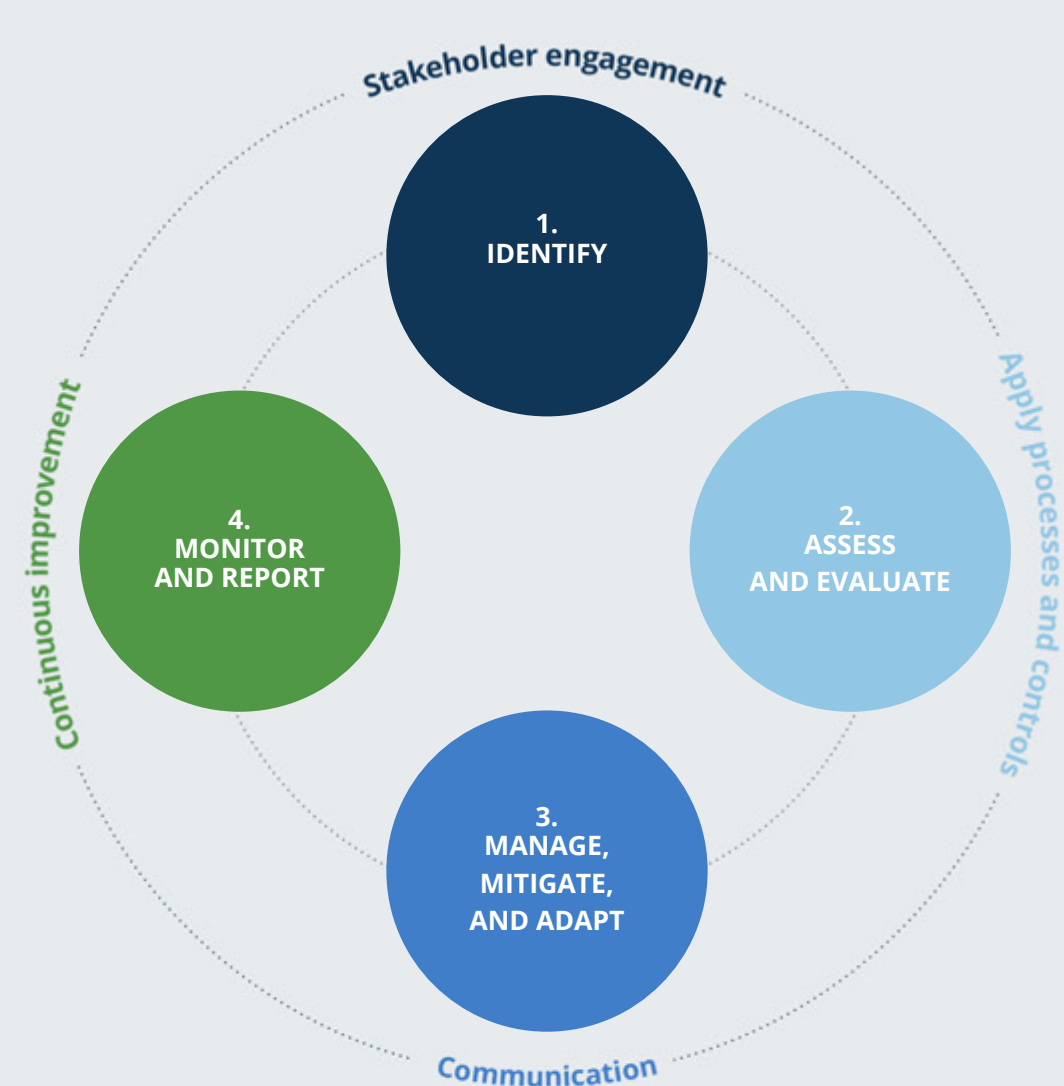 Stakeholder engagement
1.
IDENTIFY
Apply processes and controls
2.
ASSESS
AND EVALUATE
3.
MANAGE,
MITIGATE,
AND ADAPT
Communication
4.
MONITOR
AND REPORT
Continuous improvement